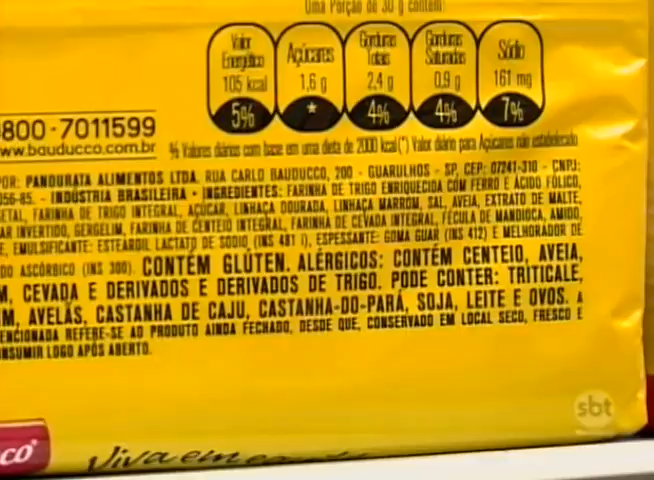 Uma Porção de 30 g contém:
Valor Energético 105 kcal 5%
Açúcares 1,6 g *
Gorduras Totais 2,4 g 4%
Gorduras Saturadas 0,9 g 4%
Sódio 161 mg 7%
800-7011599
ww.bauducco.com.br
% Valores diários com base em uma dieta de 2000 kcal (*) Valor diário para Açúcares não estabelecido
POR: PANDURATA ALIMENTOS LTDA. RUA CARLO BAUDUCCO, 200 - GUARULHOS - SP, CEP: 07241-310 - CNPJ:
056-85. - INDÚSTRIA BRASILEIRA - INGREDIENTES: FARINHA DE TRIGO ENRIQUECIDA COM FERRO E ÁCIDO FÓLICO,
ETAL, FARINHA DE TRIGO INTEGRAL, AÇÚCAR, LINHAÇA DOURADA, LINHAÇA MARROM, SAL, AVEIA, EXTRATO DE MALTE,
AR INVERTIDO, GERGELIM, FARINHA DE CENTEIO INTEGRAL, FARINHA DE CEVADA INTEGRAL, FÉCULA DE MANDIOCA, AMIDO,
E, EMULSIFICANTE: ESTEAROIL LACTATO DE SÓDIO (INS 481 I), ESPESSANTE: GOMA GUAR (INS 412) E MELHORADOR DE
DO ASCÓRBICO (INS 300). CONTÉM GLÚTEN. ALÉRGICOS: CONTÉM CENTEIO, AVEIA,
M, CEVADA E DERIVADOS E DERIVADOS DE TRIGO. PODE CONTER: TRITICALE,
IM, AVELÃS, CASTANHA DE CAJU, CASTANHA-DO-PARÁ, SOJA, LEITE E OVOS. A
ENCIONADA REFERE-SE AO PRODUTO AINDA FECHADO, DESDE QUE, CONSERVADO EM LOCAL SECO, FRESCO E
NSUMIR LOGO APÓS ABERTO.
sbt
co
Viva em